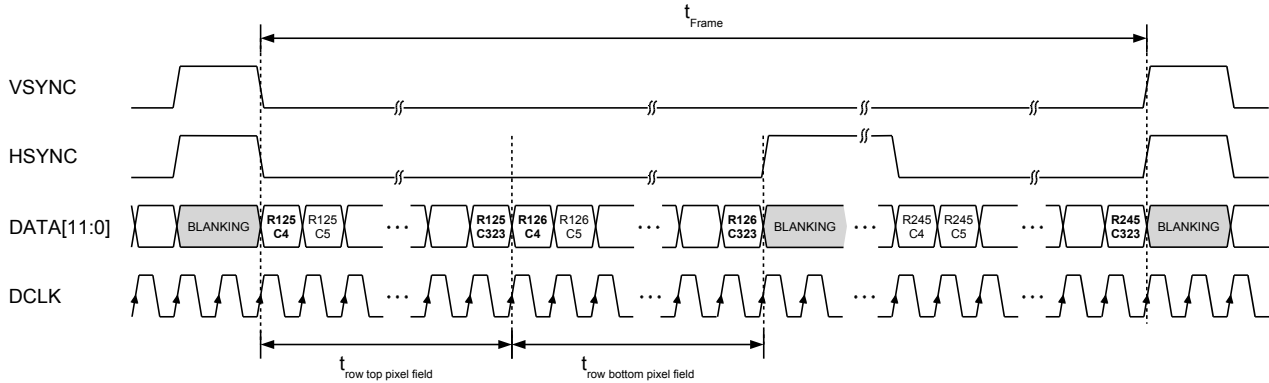 t Frame
VSYNC
HSYNC
DATA[11:0]
BLANKING
R125 C4
R125 C5
...
R125 C323
R126 C4
R126 C5
...
R126 C323
BLANKING
...
R245 C4
R245 C5
...
R245 C323
BLANKING
DCLK
...
...
...
...
t row top pixel field
t row bottom pixel field